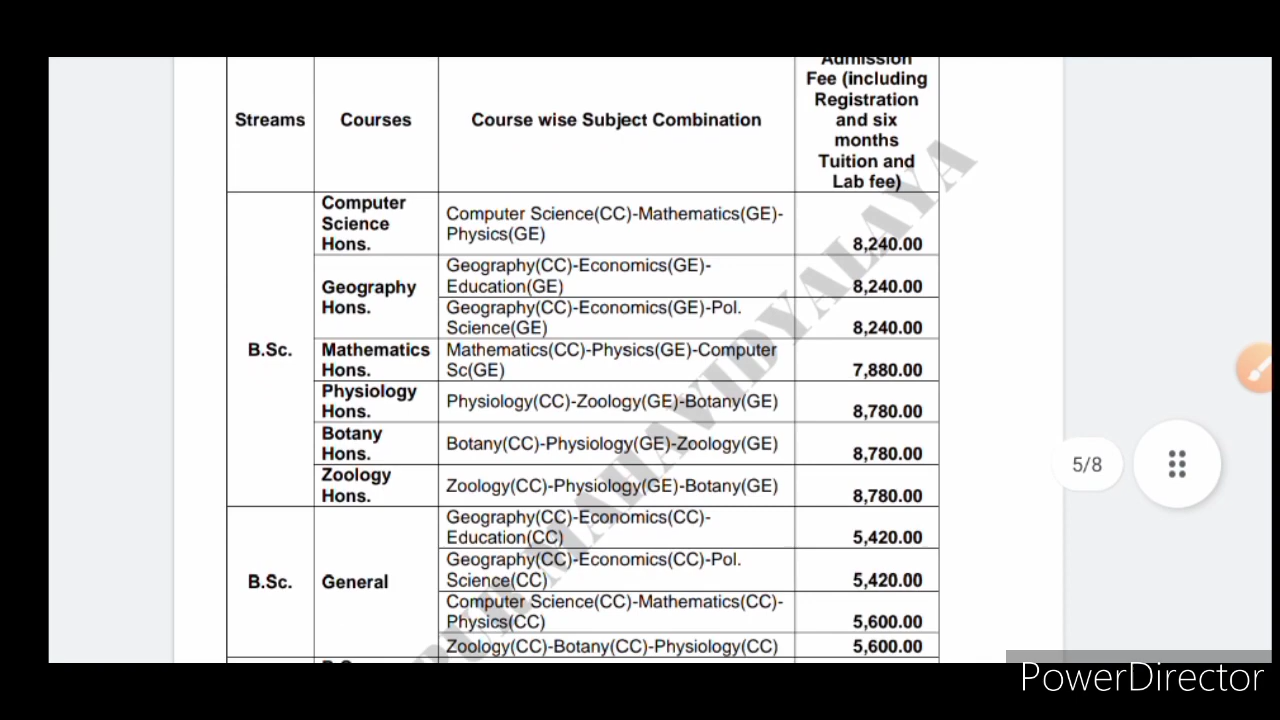 Admission
Fee (including
Registration
and six
months
Tuition and
Lab fee)
Streams
Courses
Course wise Subject Combination
B.Sc.
Computer
Science
Hons.
Computer Science(CC)-Mathematics(GE)-
Physics(GE)
8,240.00
Geography
Hons.
Geography(CC)-Economics(GE)-
Education(GE)
8,240.00
Geography(CC)-Economics(GE)-Pol.
Science(GE)
8,240.00
Mathematics
Hons.
Mathematics(CC)-Physics(GE)-Computer
Sc(GE)
7,880.00
Physiology
Hons.
Physiology(CC)-Zoology(GE)-Botany(GE)
8,780.00
Botany
Hons.
Botany(CC)-Physiology(GE)-Zoology(GE)
8,780.00
Zoology
Hons.
Zoology(CC)-Physiology(GE)-Botany(GE)
8,780.00
B.Sc.
General
Geography(CC)-Economics(CC)-
Education(CC)
5,420.00
Geography(CC)-Economics(CC)-Pol.
Science(CC)
5,420.00
Computer Science(CC)-Mathematics(CC)-
Physics(CC)
5,600.00
Zoology(CC)-Botany(CC)-Physiology(CC)
5,600.00
MAHAVIDYALAYA
5/8
PowerDirector